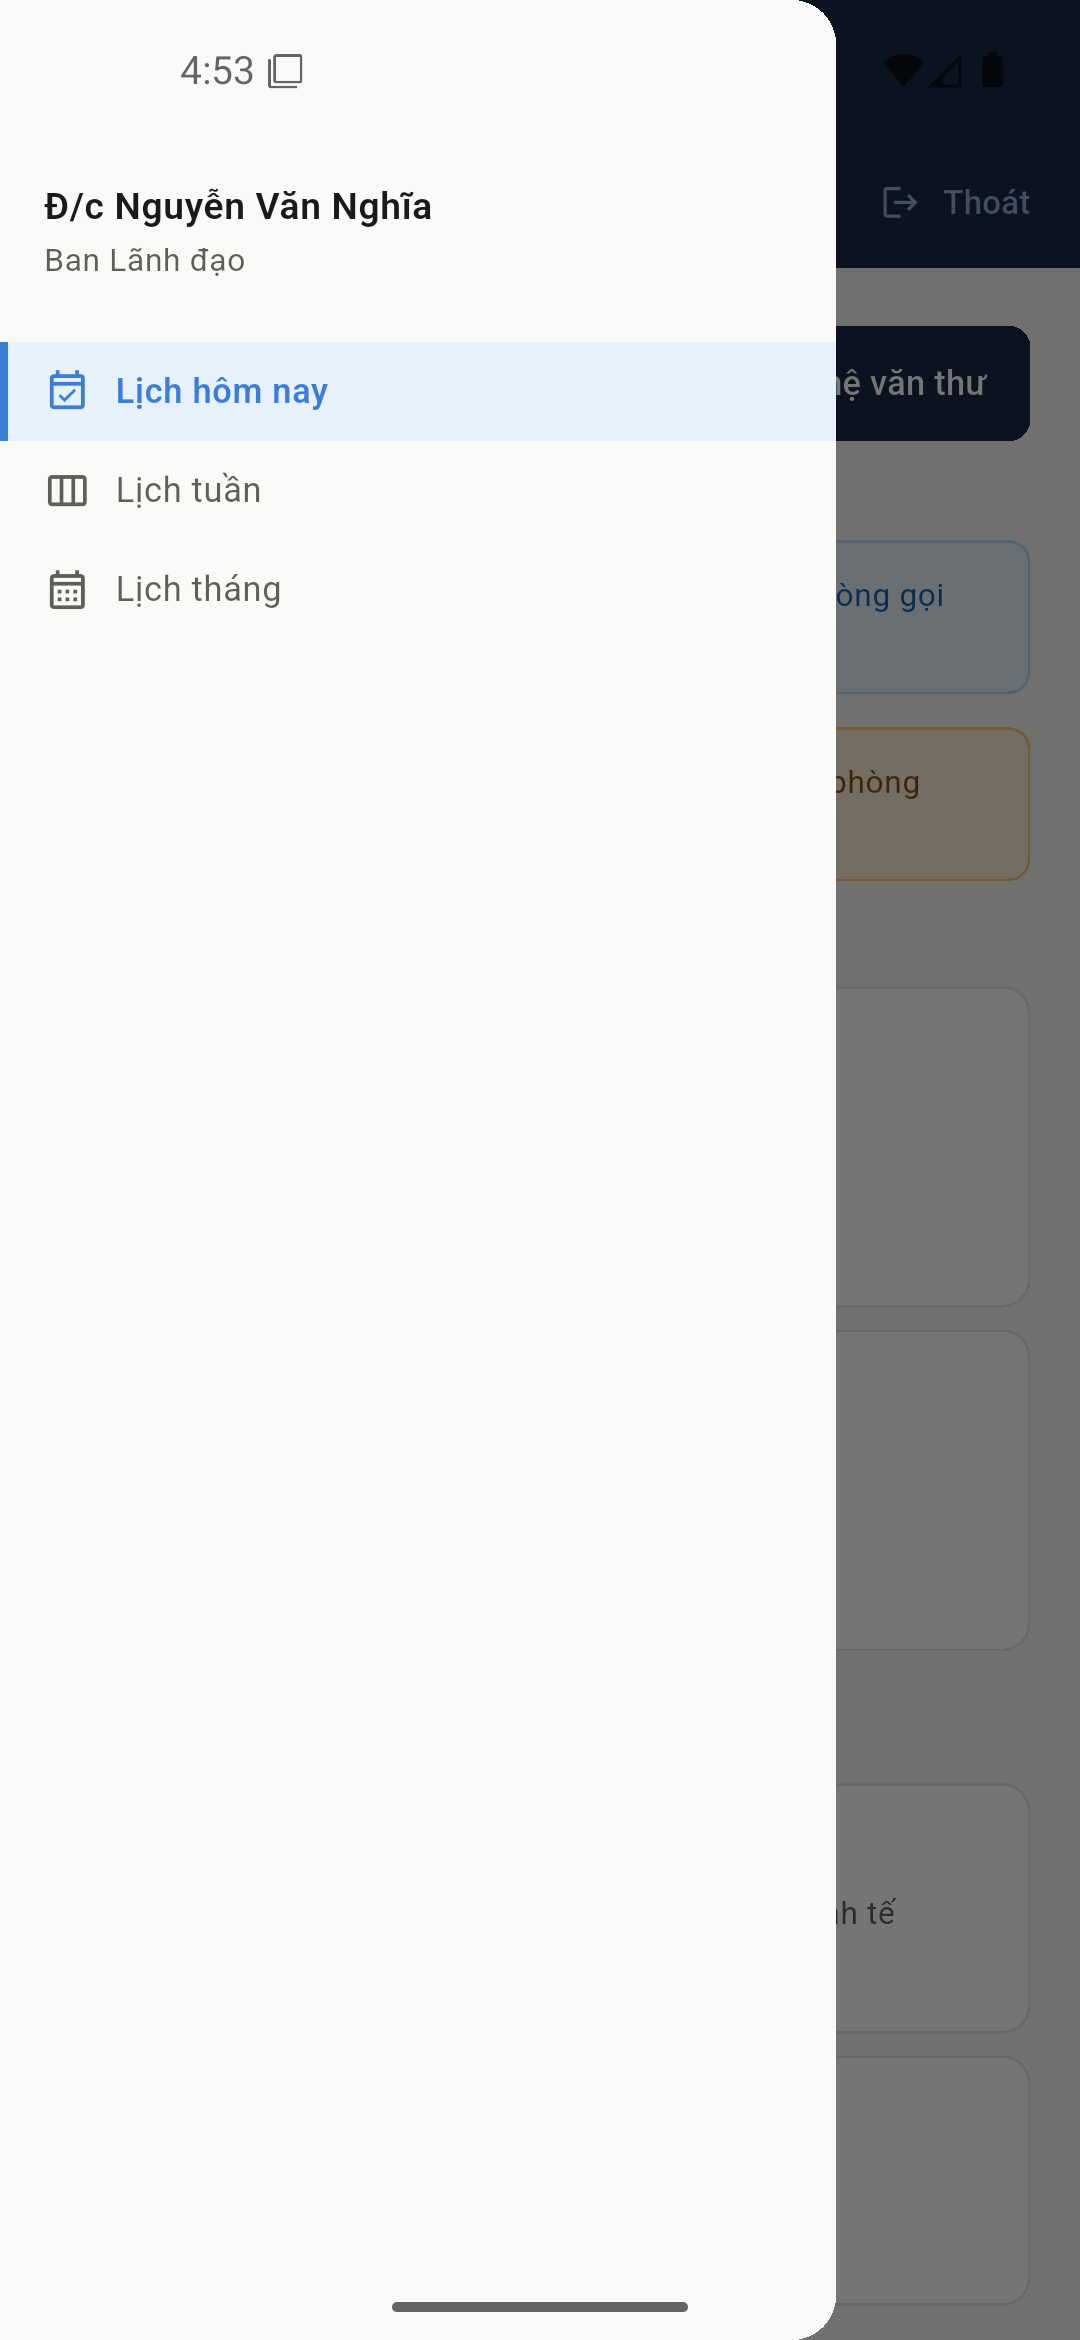 4:53
Thoát
Đ/c Nguyễn Văn Nghĩa
Ban Lãnh đạo
văn thư
Lịch hôm nay
Lịch tuần
gọi
Lịch tháng
phòng
tế